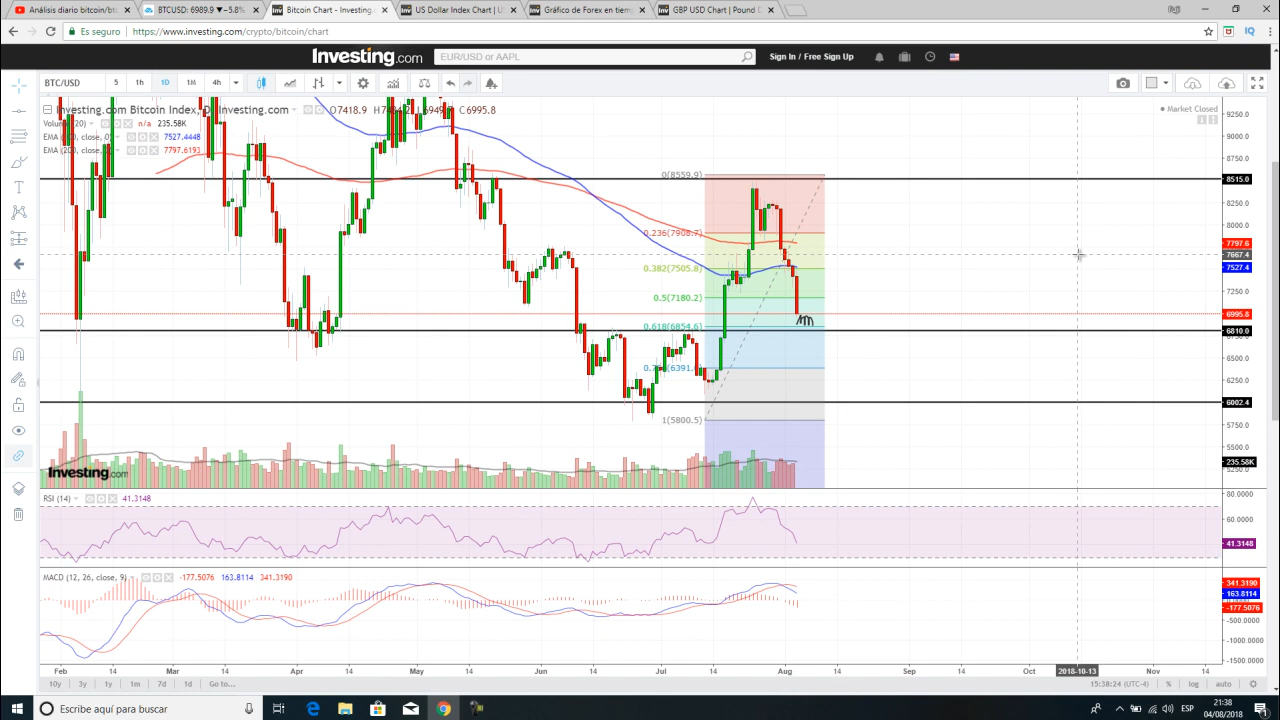 Análisis diario bitcoin/bt
BTCUSD: 6989.9 ▼−5.8%
Bitcoin Chart - Investing.c
US Dollar Index Chart | U
Gráfico de Forex en tiem
GBP USD Chart | Pound D
Es seguro
https://www.investing.com/crypto/bitcoin/chart
Investing.com
EUR/USD or AAPL
Sign In / Free Sign Up
BTC/USD
5
1h
1D
1M
4h
Investing.com Bitcoin Index, D, Investing.com
O7418.9
C6995.8
Market Closed
n/a
235.58K
7527.4448
7797.6193
9250.0
9000.0
8750.0
8515.0
8250.0
8000.0
7797.6
7667.4
7527.4
7250.0
6995.8
6810.0
6500.0
6250.0
6002.4
5750.0
5500.0
235.58K
0(8559.9)
0.236(7908.7)
0.382(7505.8)
0.5(7180.2)
0.618(6854.6)
1(5800.5)
Investing.com
RSI (14)
41.3148
80.0000
60.0000
41.3148
MACD (12, 26, close, 9)
-177.5076
163.8114
341.3190
341.3190
163.8114
-177.5076
-500.0000
-1000.0000
-1500.0000
Feb
14
Mar
14
Apr
14
May
14
Jun
14
Jul
14
Aug
14
Sep
14
Oct
2018-10-13
Nov
14
10y
3y
1y
1m
7d
1d
Go to...
15:38:24 (UTC-4)
%
log
auto
Escribe aquí para buscar
ESP
21:38
04/08/2018